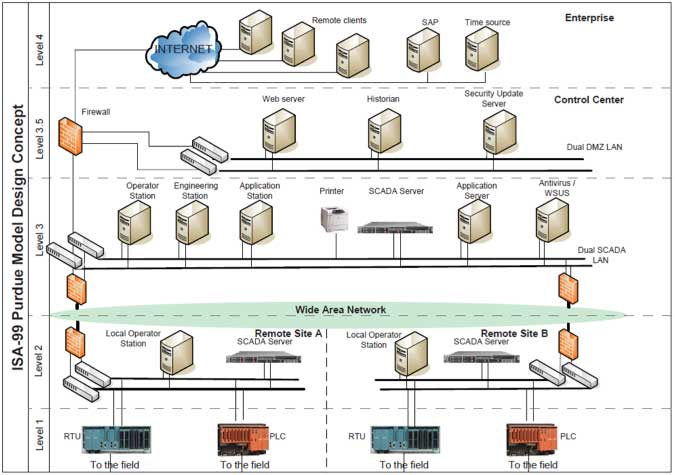 ISA-99 Purdue Model Design Concept
Level 4
Remote clients
Enterprise
INTERNET
SAP
Time source
Level 3.5
Firewall
Web server
Historian
Security Update
Server
Control Center
Dual DMZ LAN
Level 3
Operator
Station
Engineering
Station
Application
Station
Printer
SCADA Server
Application
Server
Antivirus /
WSUS
Dual SCADA
LAN
Wide Area Network
Level 2
Local Operator
Station
Remote Site A
SCADA Server
Local Operator
Station
Remote Site B
SCADA Server
Level 1
RTU
PLC
RTU
PLC
To the field
To the field
To the field
To the field